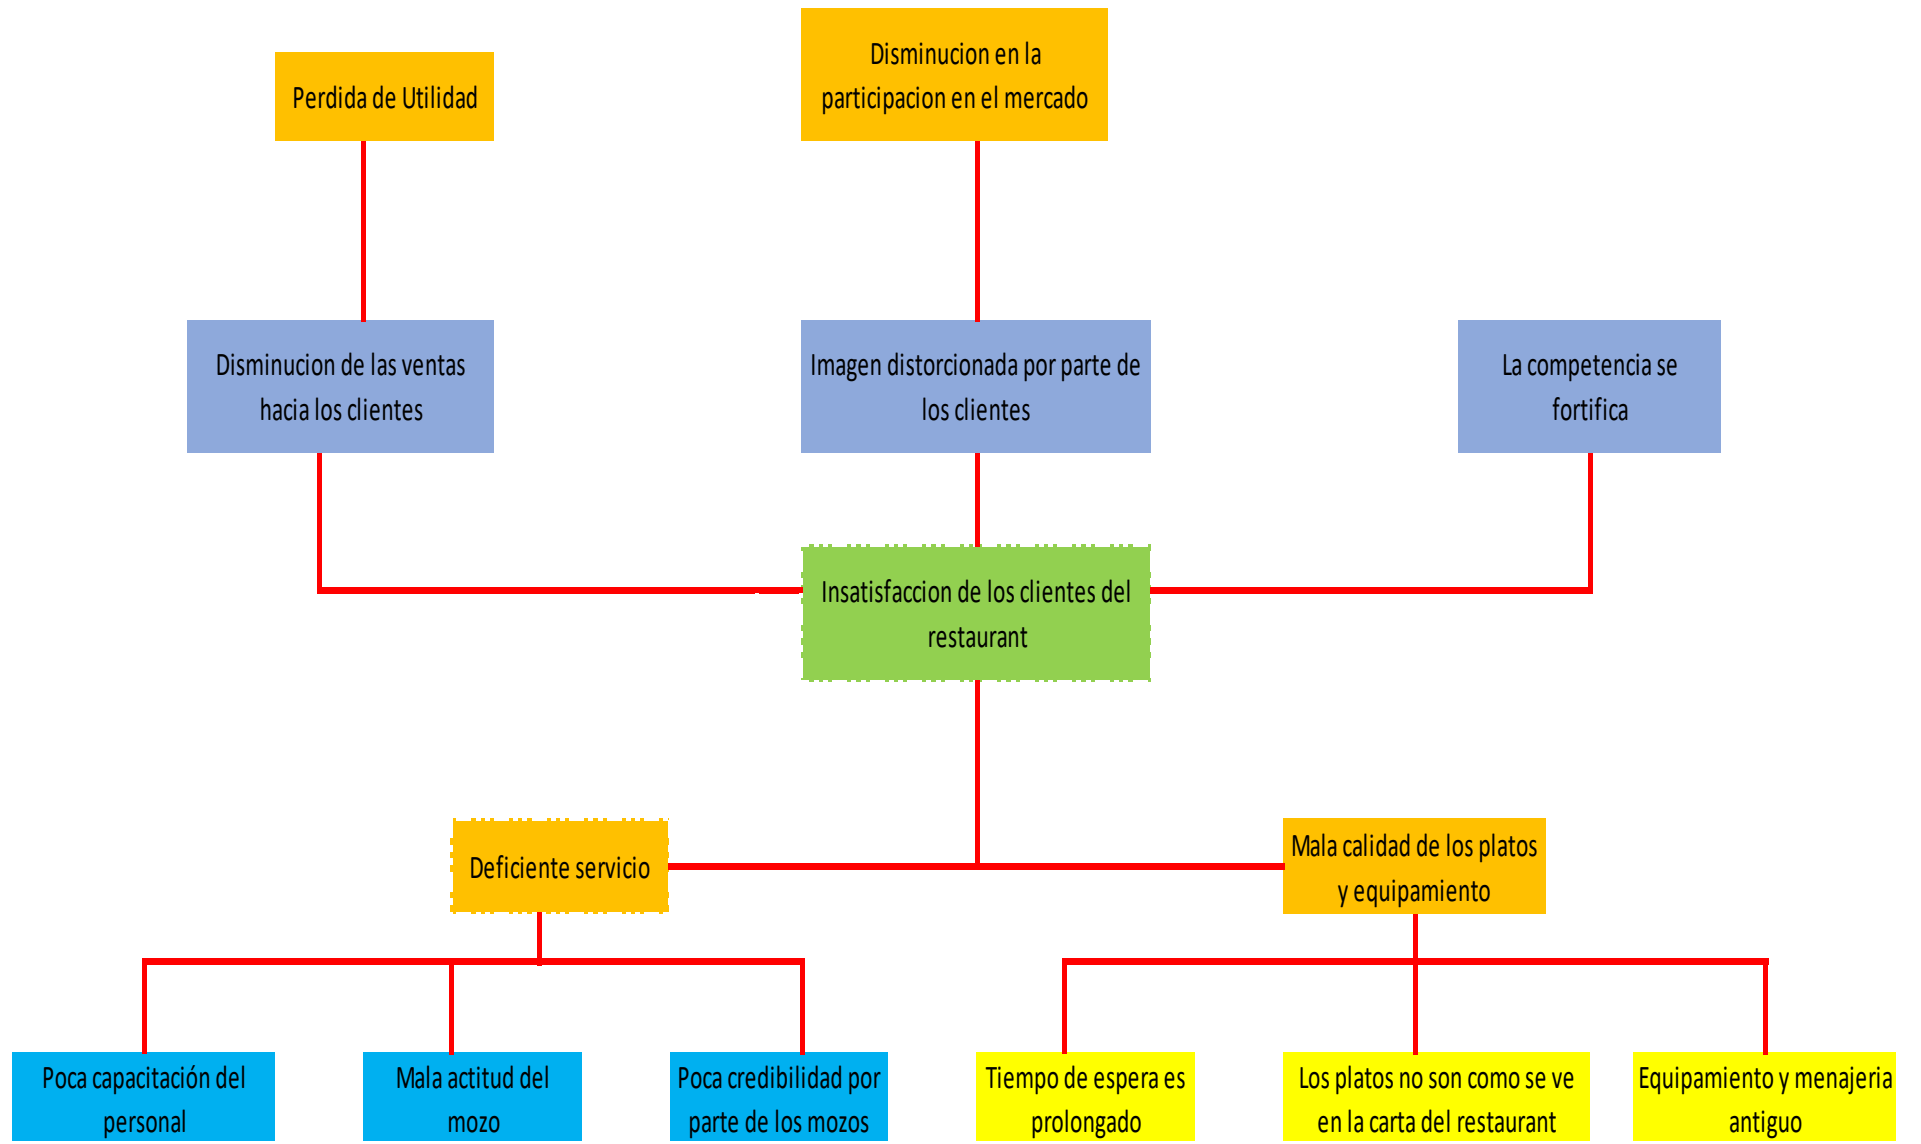 Perdida de Utilidad
Disminucion en la
participacion en el mercado
Disminucion de las ventas
hacia los clientes
Imagen distorcionada por parte de
los clientes
La competencia se
fortifica
Insatisfaccion de los clientes del
restaurant
Deficiente servicio
Mala calidad de los platos
y equipamiento
Poca capacitación del
personal
Mala actitud del
mozo
Poca credibilidad por
parte de los mozos
Tiempo de espera es
prolongado
Los platos no son como se ve
en la carta del restaurant
Equipamiento y menajeria
antiguo